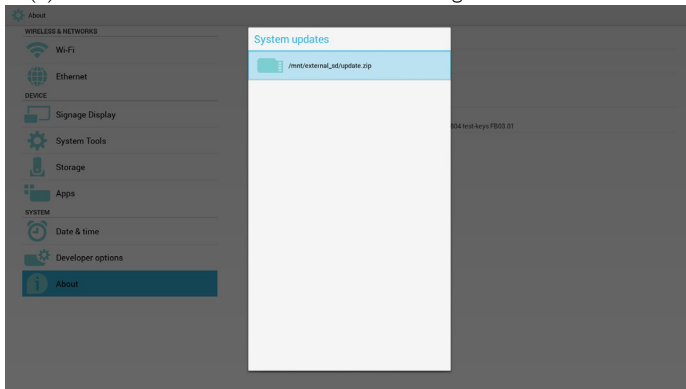 About
WIRELESS & NETWORKS
Wi-Fi
Ethernet
DEVICE
Signage Display
System Tools
Storage
Apps
SYSTEM
Date & time
Developer options
About
System updates
/mnt/external_sd/update.zip
test-keys FB03.01